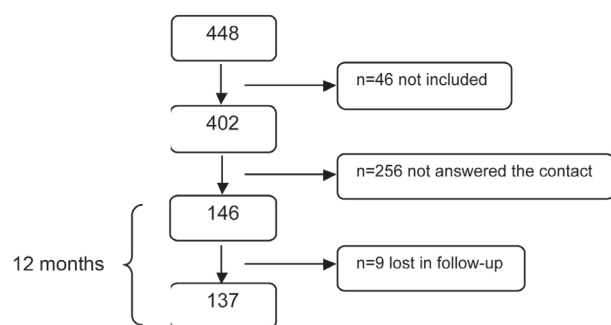 448
n=46 not included
402
n=256 not answered the contact
146
12 months
n=9 lost in follow-up
137